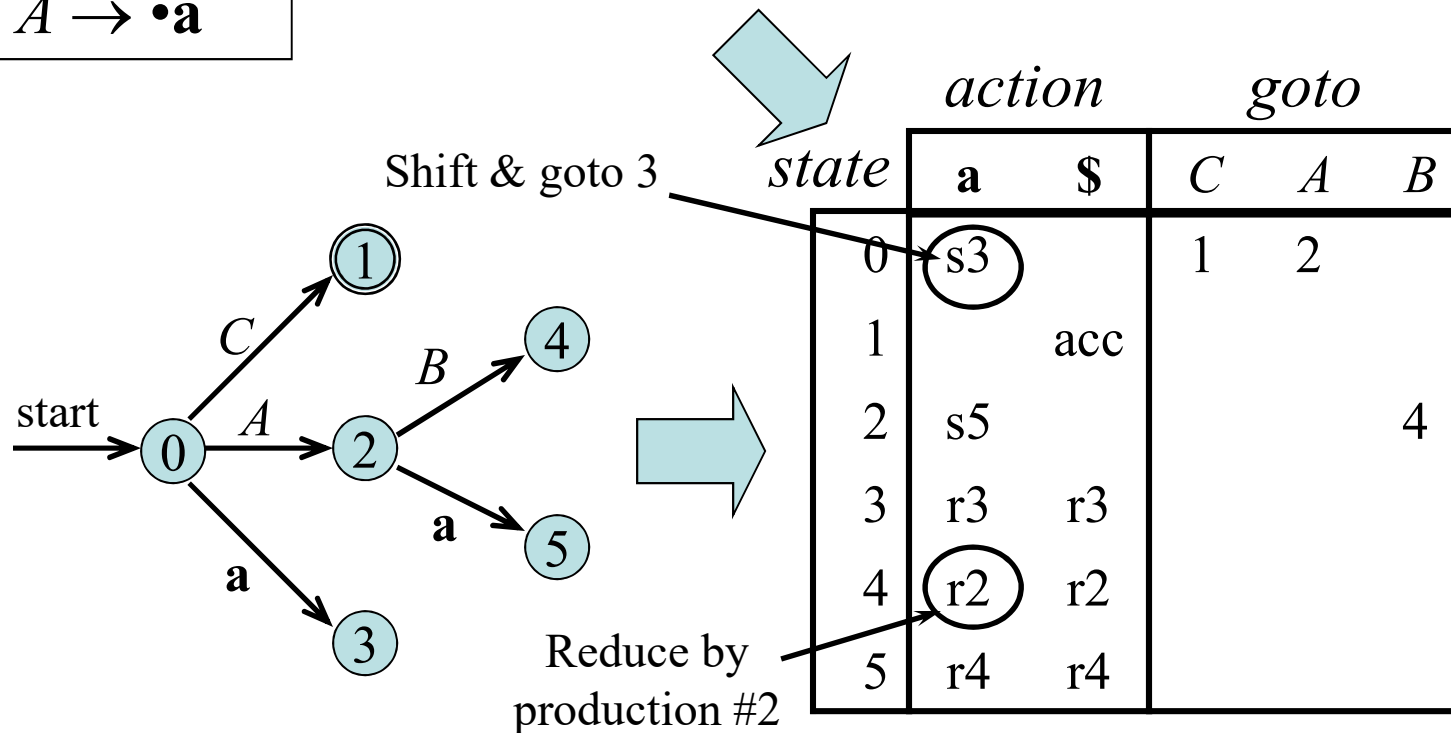 A → •a
action goto
state a $ C A B
Shift & goto 3
0 s3 1 2
1 acc
2 s5 4
3 r3 r3
4 r2 r2
5 r4 r4
start
C
A
a
B
a
0
1
2
3
4
5
Reduce by
production #2